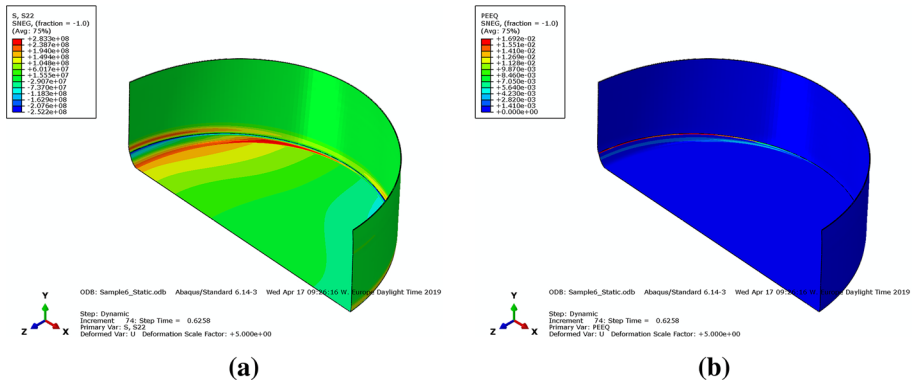 S, S22
SNEG, (fraction = -1.0)
(Avg: 75%)
+2.833e+08
+2.387e+08
+1.940e+08
+1.494e+08
+1.048e+08
+6.017e+07
+1.555e+07
-2.907e+07
-7.370e+07
-1.183e+08
-1.629e+08
-2.076e+08
-2.522e+08
Y
Z X
ODB: Sample6_Static.odb Abaqus/Standard 6.14-3 Wed Apr 17 09:26:16 W. Europe Daylight Time 2019
Step: Dynamic
Increment 74: Step Time = 0.6258
Primary Var: S, S22
Deformed Var: U Deformation Scale Factor: +5.000e+00
(a)
PEEQ
SNEG, (fraction = -1.0)
(Avg: 75%)
+1.692e-02
+1.551e-02
+1.410e-02
+1.269e-02
+1.128e-02
+9.870e-03
+8.460e-03
+7.050e-03
+5.640e-03
+4.230e-03
+2.820e-03
+1.410e-03
+0.000e+00
Y
Z X
ODB: Sample6_Static.odb Abaqus/Standard 6.14-3 Wed Apr 17 Daylight Time 2019
Step: Dynamic
Increment 74: Step Time = 0.6258
Primary Var: PEEQ
Deformed Var: U Deformation Scale Factor: +5.000e+00
(b)